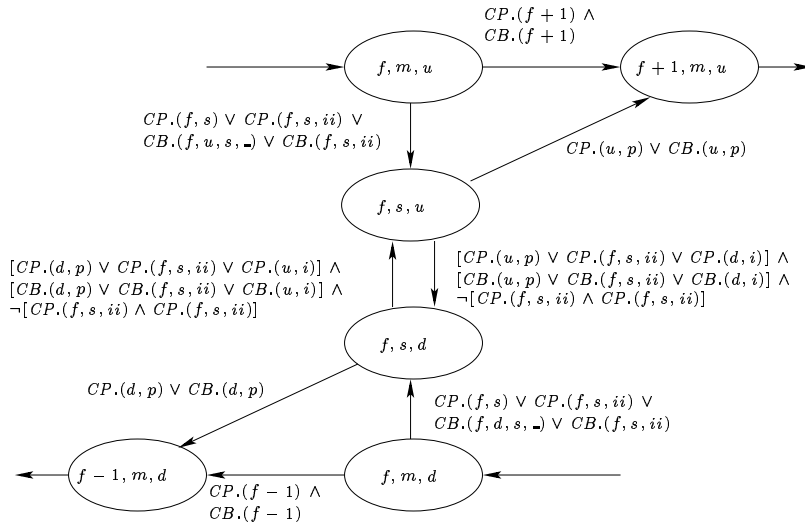 CP.(f + 1) ∧
CB.(f + 1)
f, m, u
f + 1, m, u
CP.(f, s) ∨ CP.(f, s, ii) ∨
CB.(f, u, s, _) ∨ CB.(f, s, ii)
CP.(u, p) ∨ CB.(u, p)
f, s, u
[CP.(d, p) ∨ CP.(f, s, ii) ∨ CP.(u, i)] ∧
[CB.(d, p) ∨ CB.(f, s, ii) ∨ CB.(u, i)] ∧
¬[CP.(f, s, ii) ∧ CP.(f, s, ii)]
[CP.(u, p) ∨ CP.(f, s, ii) ∨ CP.(d, i)] ∧
[CB.(u, p) ∨ CB.(f, s, ii) ∨ CB.(d, i)] ∧
¬[CP.(f, s, ii) ∧ CP.(f, s, ii)]
f, s, d
CP.(d, p) ∨ CB.(d, p)
CP.(f, s) ∨ CP.(f, s, ii) ∨
CB.(f, d, s, _) ∨ CB.(f, s, ii)
f − 1, m, d
f, m, d
CP.(f − 1) ∧
CB.(f − 1)